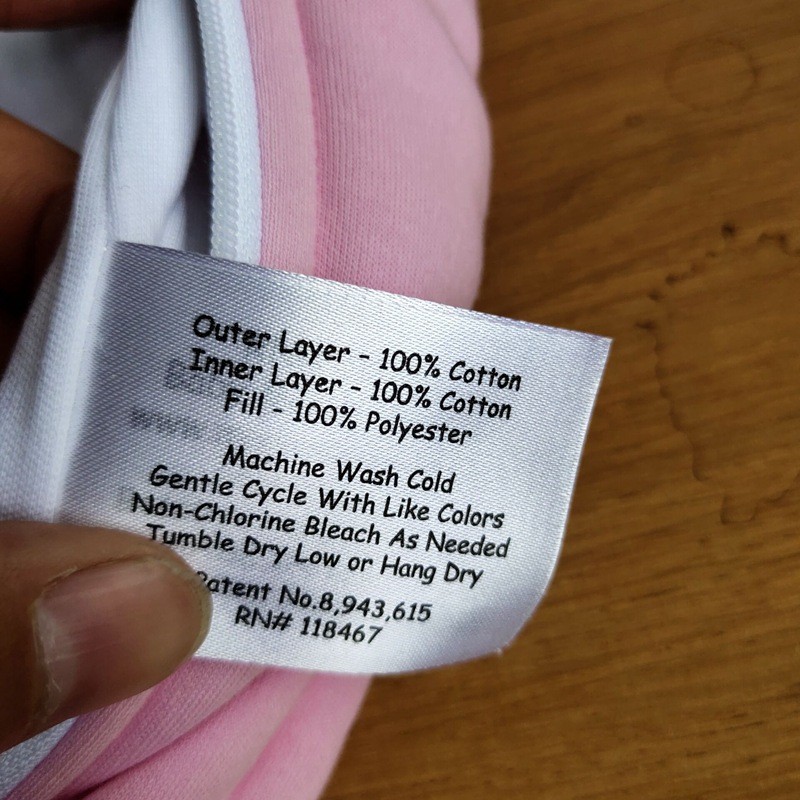 Outer Layer - 100% Cotton
Inner Layer - 100% Cotton
Fill - 100% Polyester
Machine Wash Cold
Gentle Cycle With Like Colors
Non-Chlorine Bleach As Needed
Tumble Dry Low or Hang Dry
Patent No.8,943,615
RN# 118467